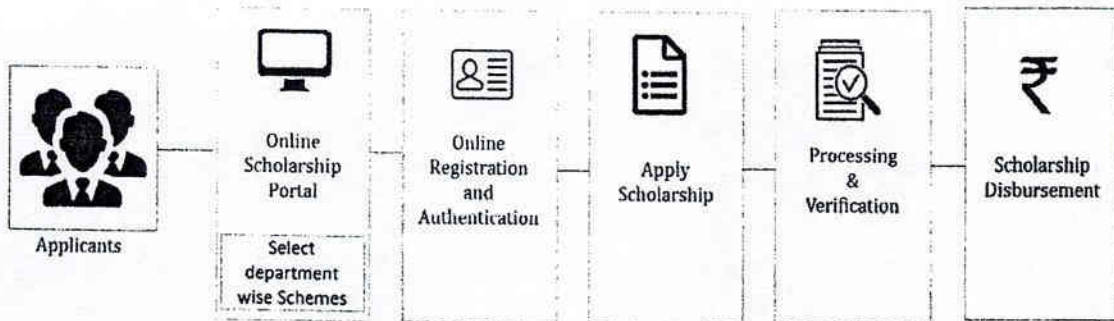 Applicants
Online
Scholarship
Portal
Select
department
wise Schemes
Online
Registration
and
Authentication
Apply
Scholarship
Processing
&
Verification
₹
Scholarship
Disbursement